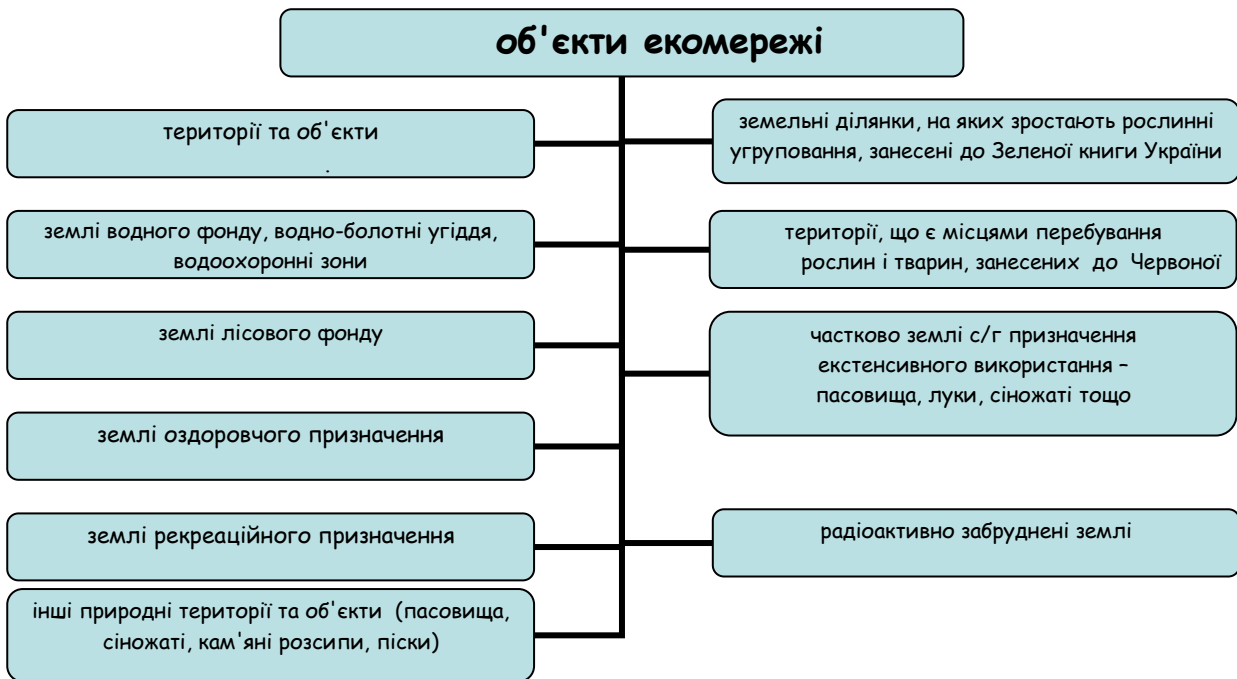 об'єкти екомережі
території та об'єкти
.
землі водного фонду, водно-болотні угіддя,
водоохоронні зони
землі лісового фонду
землі оздоровчого призначення
землі рекреаційного призначення
інші природні території та об'єкти (пасовища,
сіножаті, кам'яні розсипи, піски)
земельні ділянки, на яких зростають рослинні
угруповання, занесені до Зеленої книги України
території, що є місцями перебування
рослин і тварин, занесених до Червоної
частково землі с/г призначення
екстенсивного використання –
пасовища, луки, сіножаті тощо
радіоактивно забруднені землі